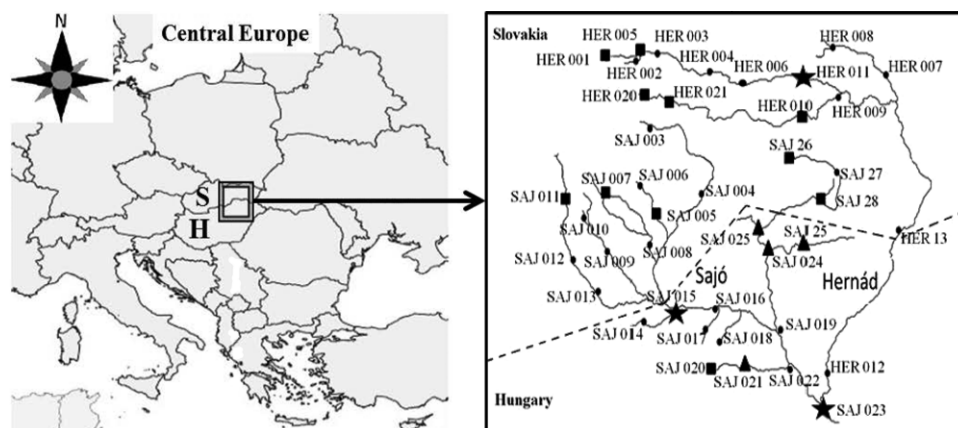 N
Central Europe
S
H
Slovakia
HER 008
HER 005
HER 003
HER 001
HER 004
HER 002
HER 006
HER 011
HER 007
HER 020
HER 021
HER 010
HER 009
SAJ 003
SAJ 26
SAJ 007
SAJ 006
SAJ 27
SAJ 011
SAJ 004
SAJ 28
SAJ 005
SAJ 010
SAJ 025
SAJ 25
HER 13
SAJ 008
SAJ 024
SAJ 012
SAJ 009
Sajó
Hernád
SAJ 013
SAJ 015
SAJ 016
SAJ 014
SAJ 017
SAJ 019
SAJ 018
SAJ 020
SAJ 021
SAJ 022
HER 012
Hungary
SAJ 023